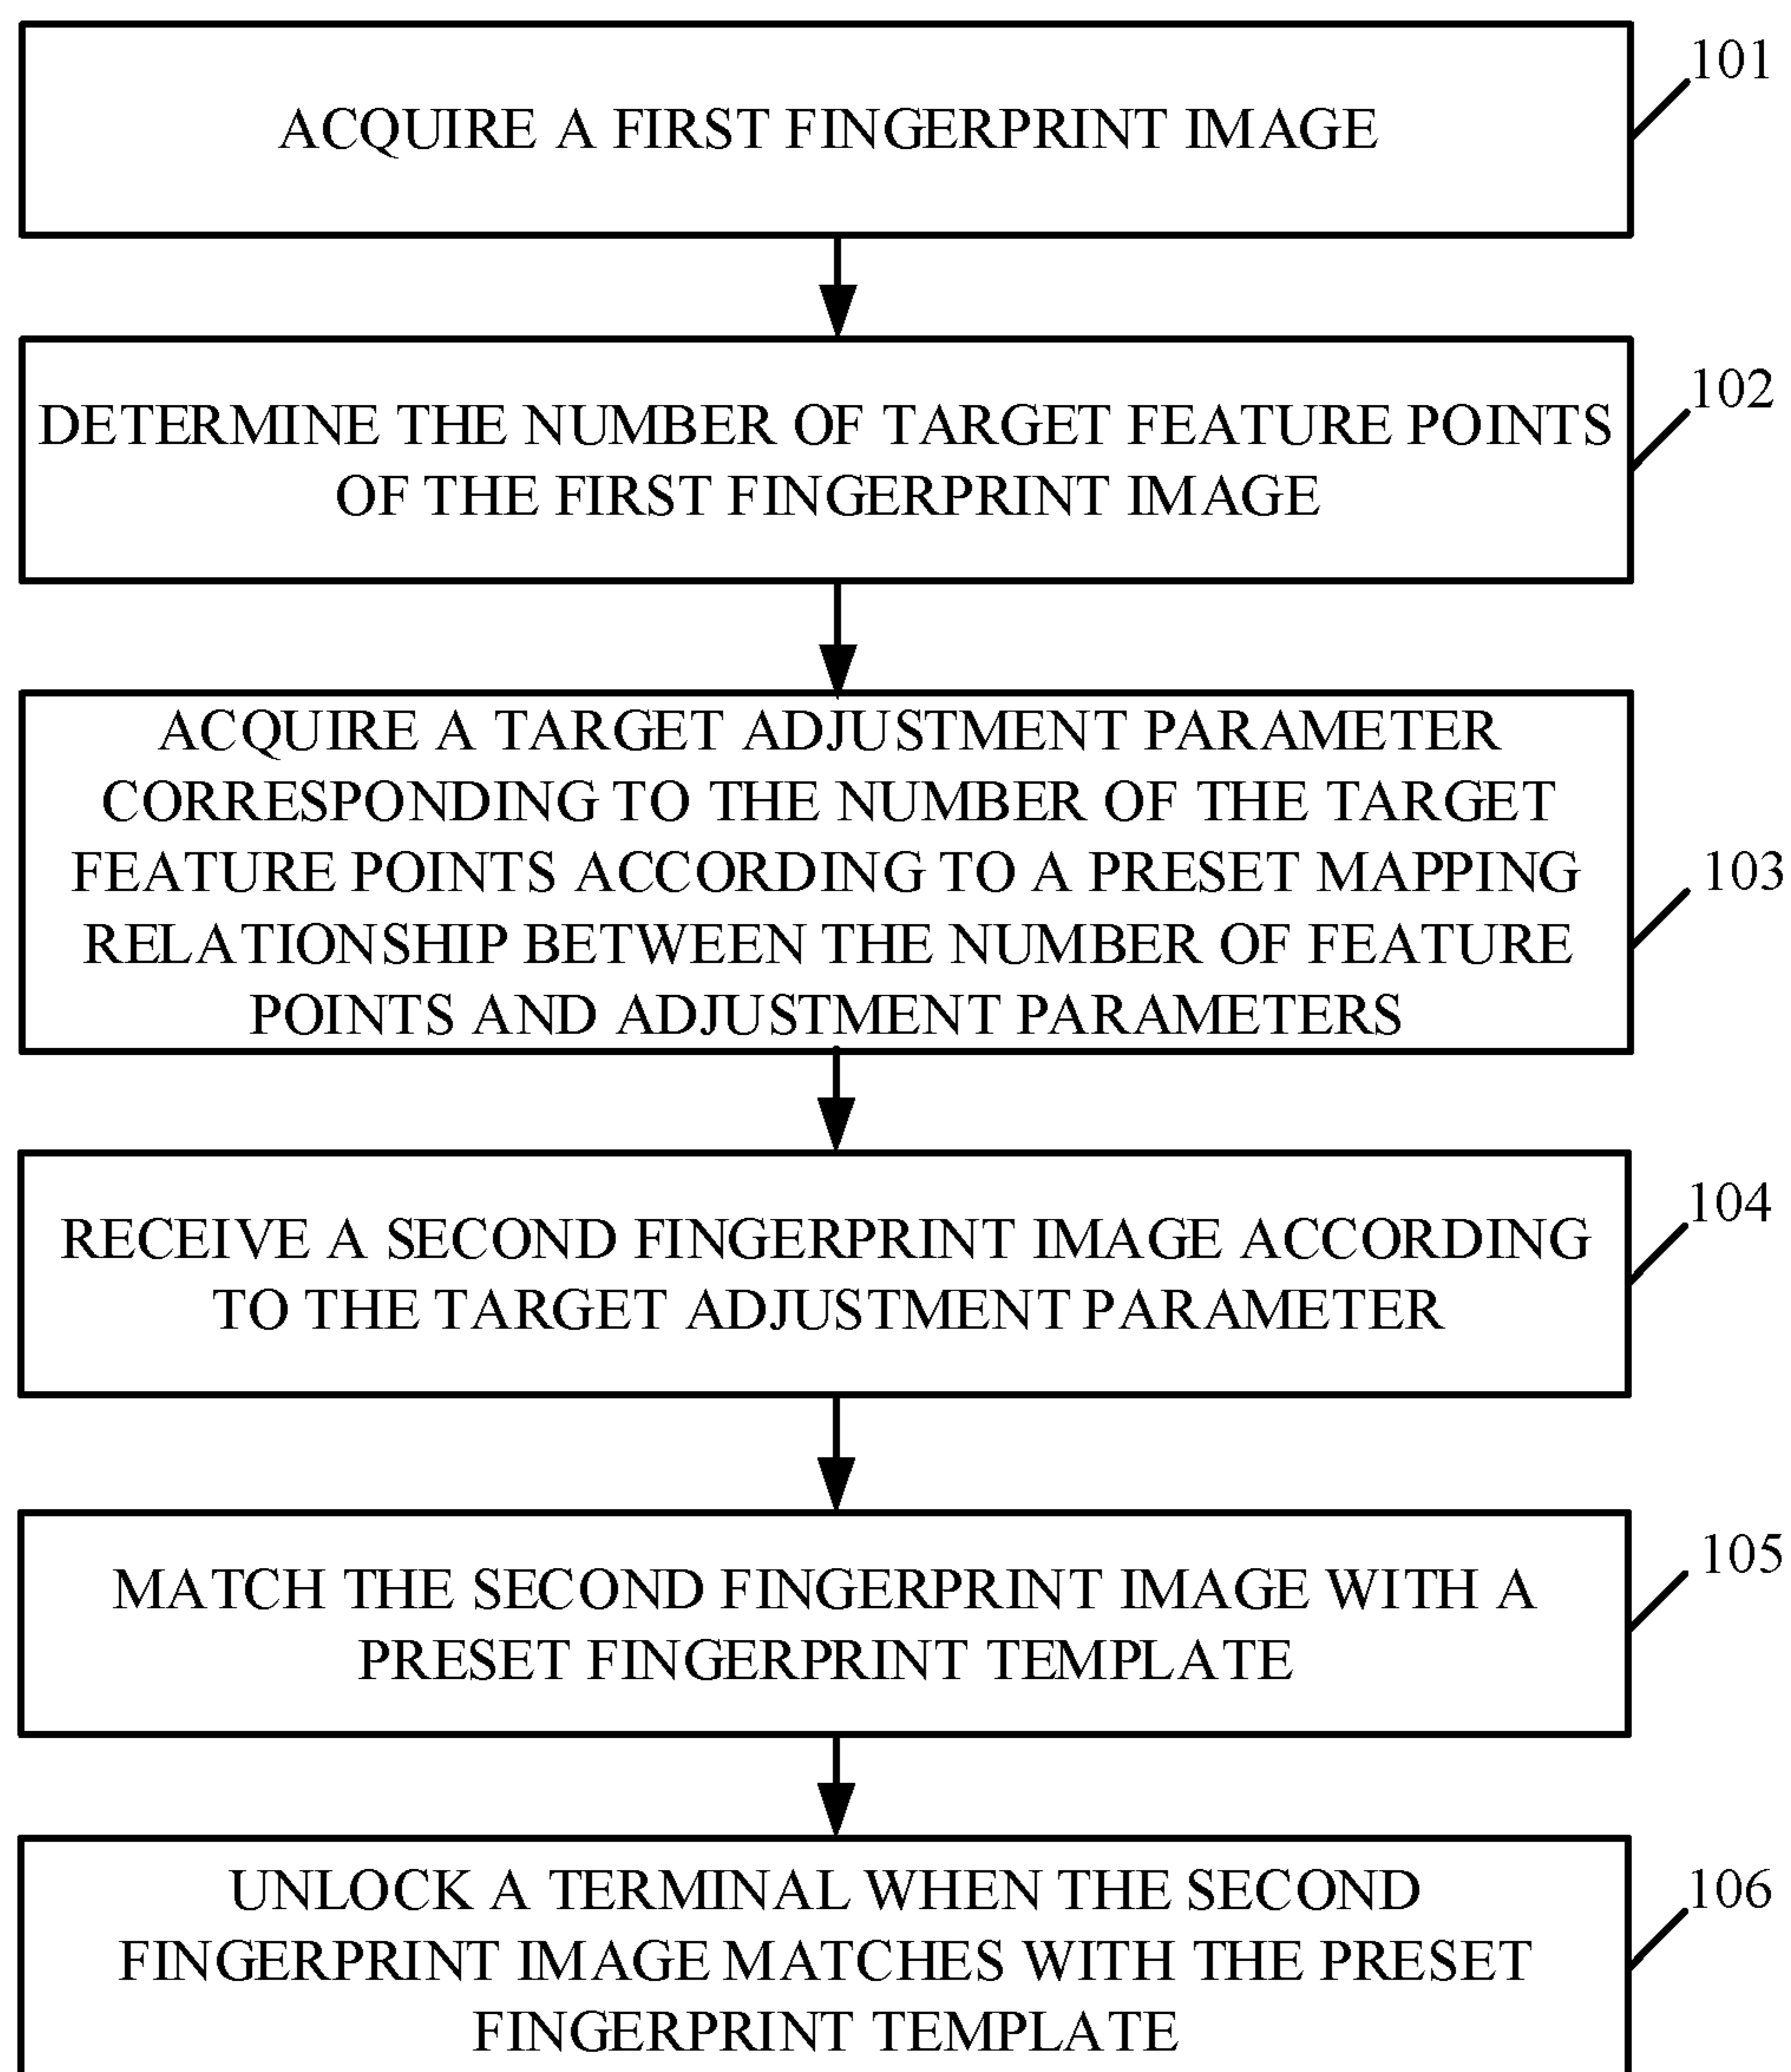 ACQUIRE A FIRST FINGERPRINT IMAGE
101
DETERMINE THE NUMBER OF TARGET FEATURE POINTS
OF THE FIRST FINGERPRINT IMAGE
102
ACQUIRE A TARGET ADJUSTMENT PARAMETER
CORRESPONDING TO THE NUMBER OF THE TARGET
FEATURE POINTS ACCORDING TO A PRESET MAPPING
RELATIONSHIP BETWEEN THE NUMBER OF FEATURE
POINTS AND ADJUSTMENT PARAMETERS
103
RECEIVE A SECOND FINGERPRINT IMAGE ACCORDING
TO THE TARGET ADJUSTMENT PARAMETER
104
MATCH THE SECOND FINGERPRINT IMAGE WITH A
PRESET FINGERPRINT TEMPLATE
105
UNLOCK A TERMINAL WHEN THE SECOND
FINGERPRINT IMAGE MATCHES WITH THE PRESET
FINGERPRINT TEMPLATE
106